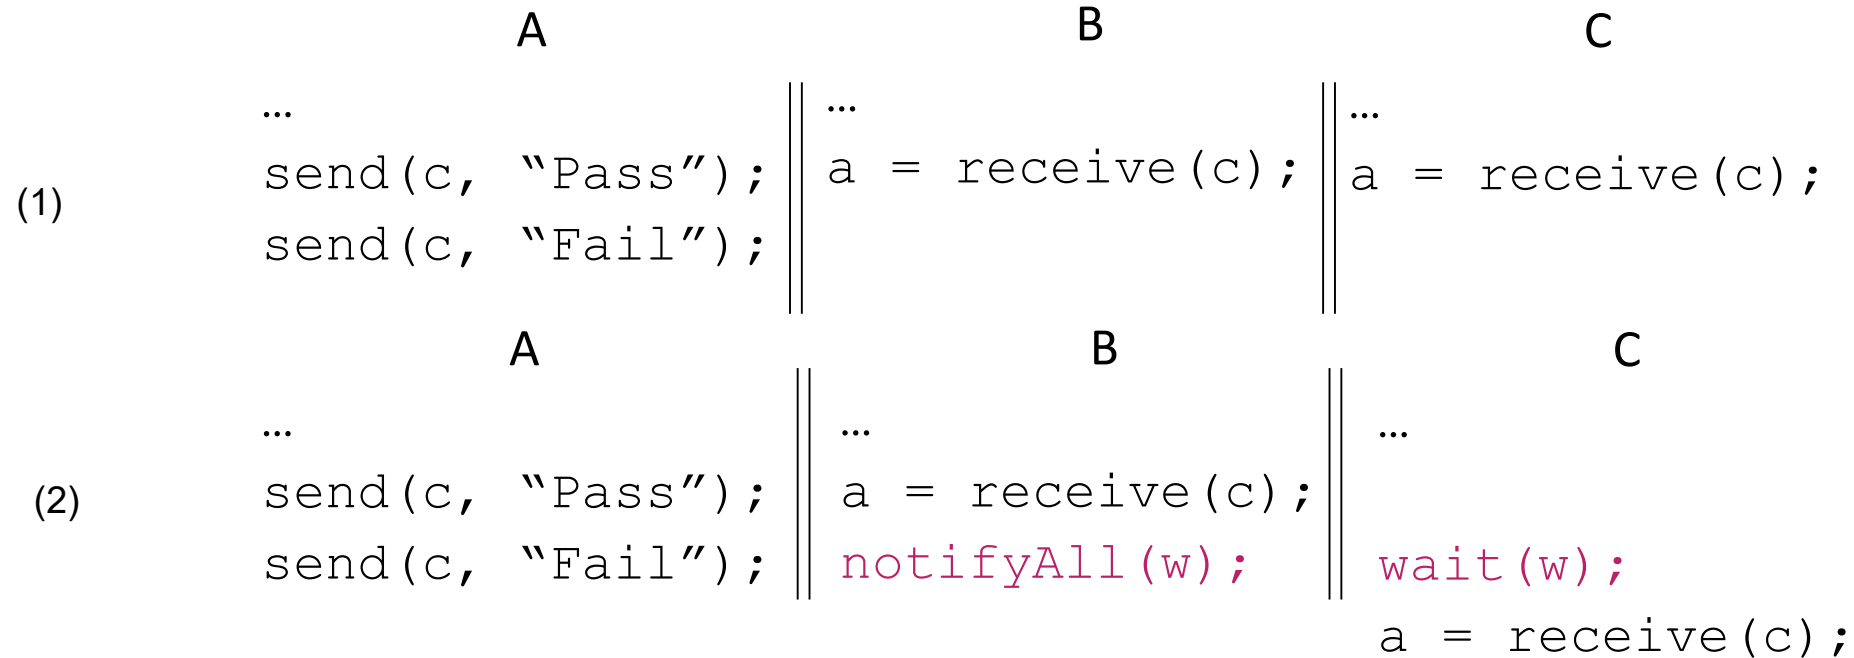 A B C
… … …
send(c, “Pass”); a = receive(c); a = receive(c);
(1)
send(c, “Fail”);
A B C
… … …
send(c, “Pass”); a = receive(c);
(2)
send(c, “Fail”); notifyAll(w); wait(w);
a = receive(c);